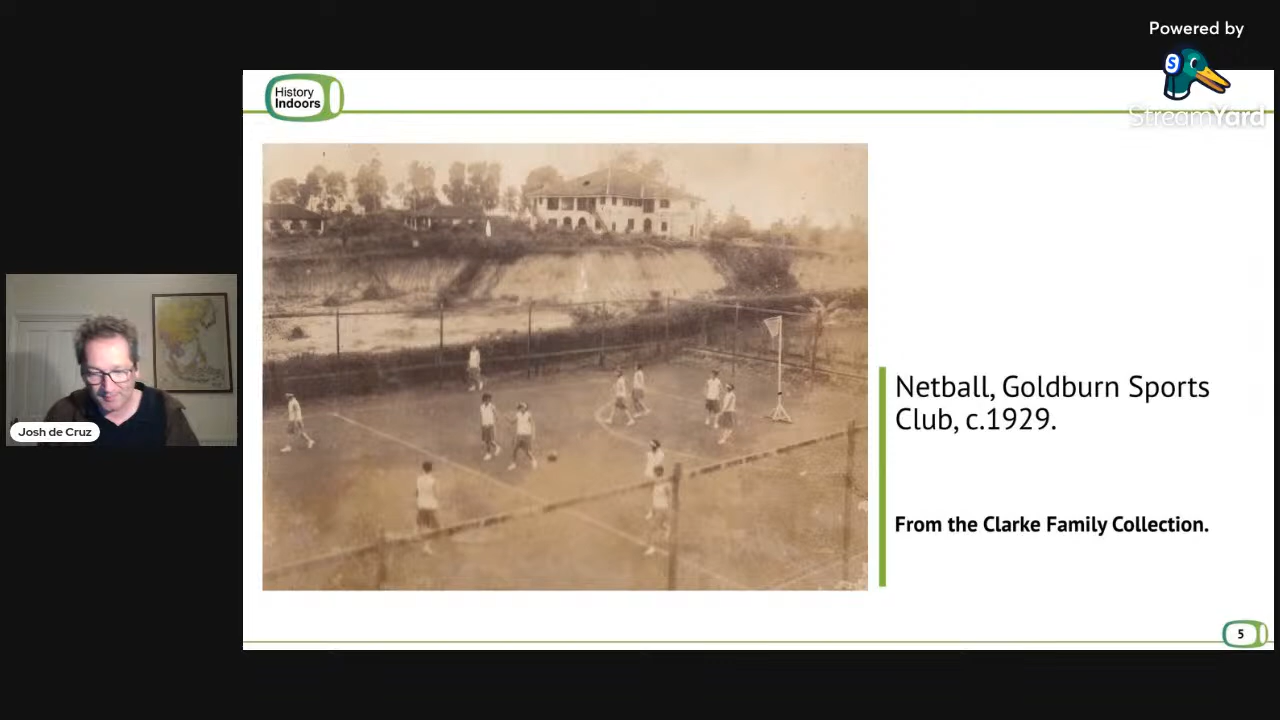 Powered by
S
StreamYard
History
Indoors
Netball, Goldburn Sports
Club, c.1929.
Josh de Cruz
From the Clarke Family Collection.
5